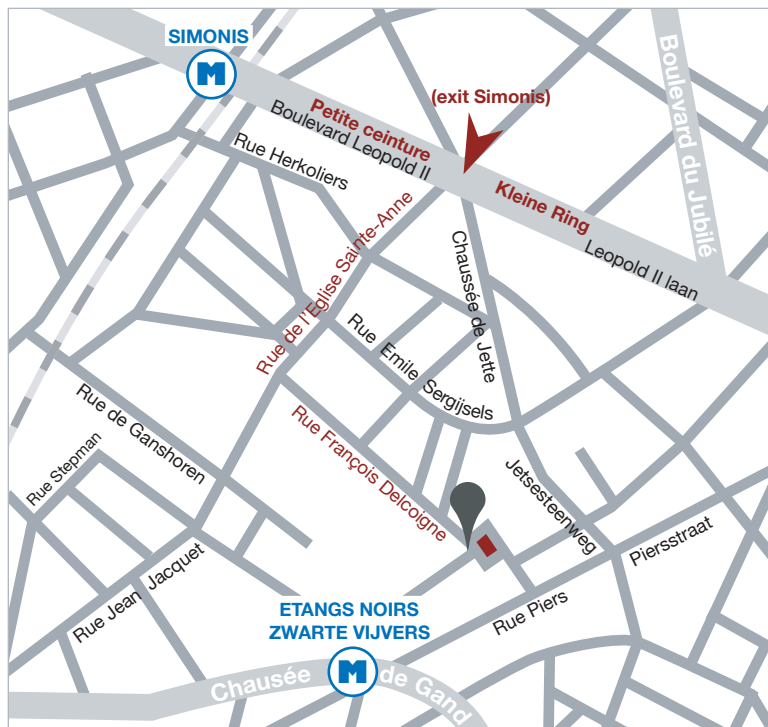 SIMONIS
M
(exit Simonis)
Petite ceinture
Boulevard Leopold II
Kleine Ring
Leopold II laan
Boulevard du Jubilé
Rue Herkoliers
Rue de l'Eglise Sainte-Anne
Chaussée de Jette
Rue Emile Sergijsels
Rue François Delcoigne
Rue de Ganshoren
Rue Stepman
Jetsesteenweg
Piersstraat
Rue Jean Jacquet
Rue Piers
ETANGS NOIRS
ZWARTE VIJVERS
M
Chausée de Gand